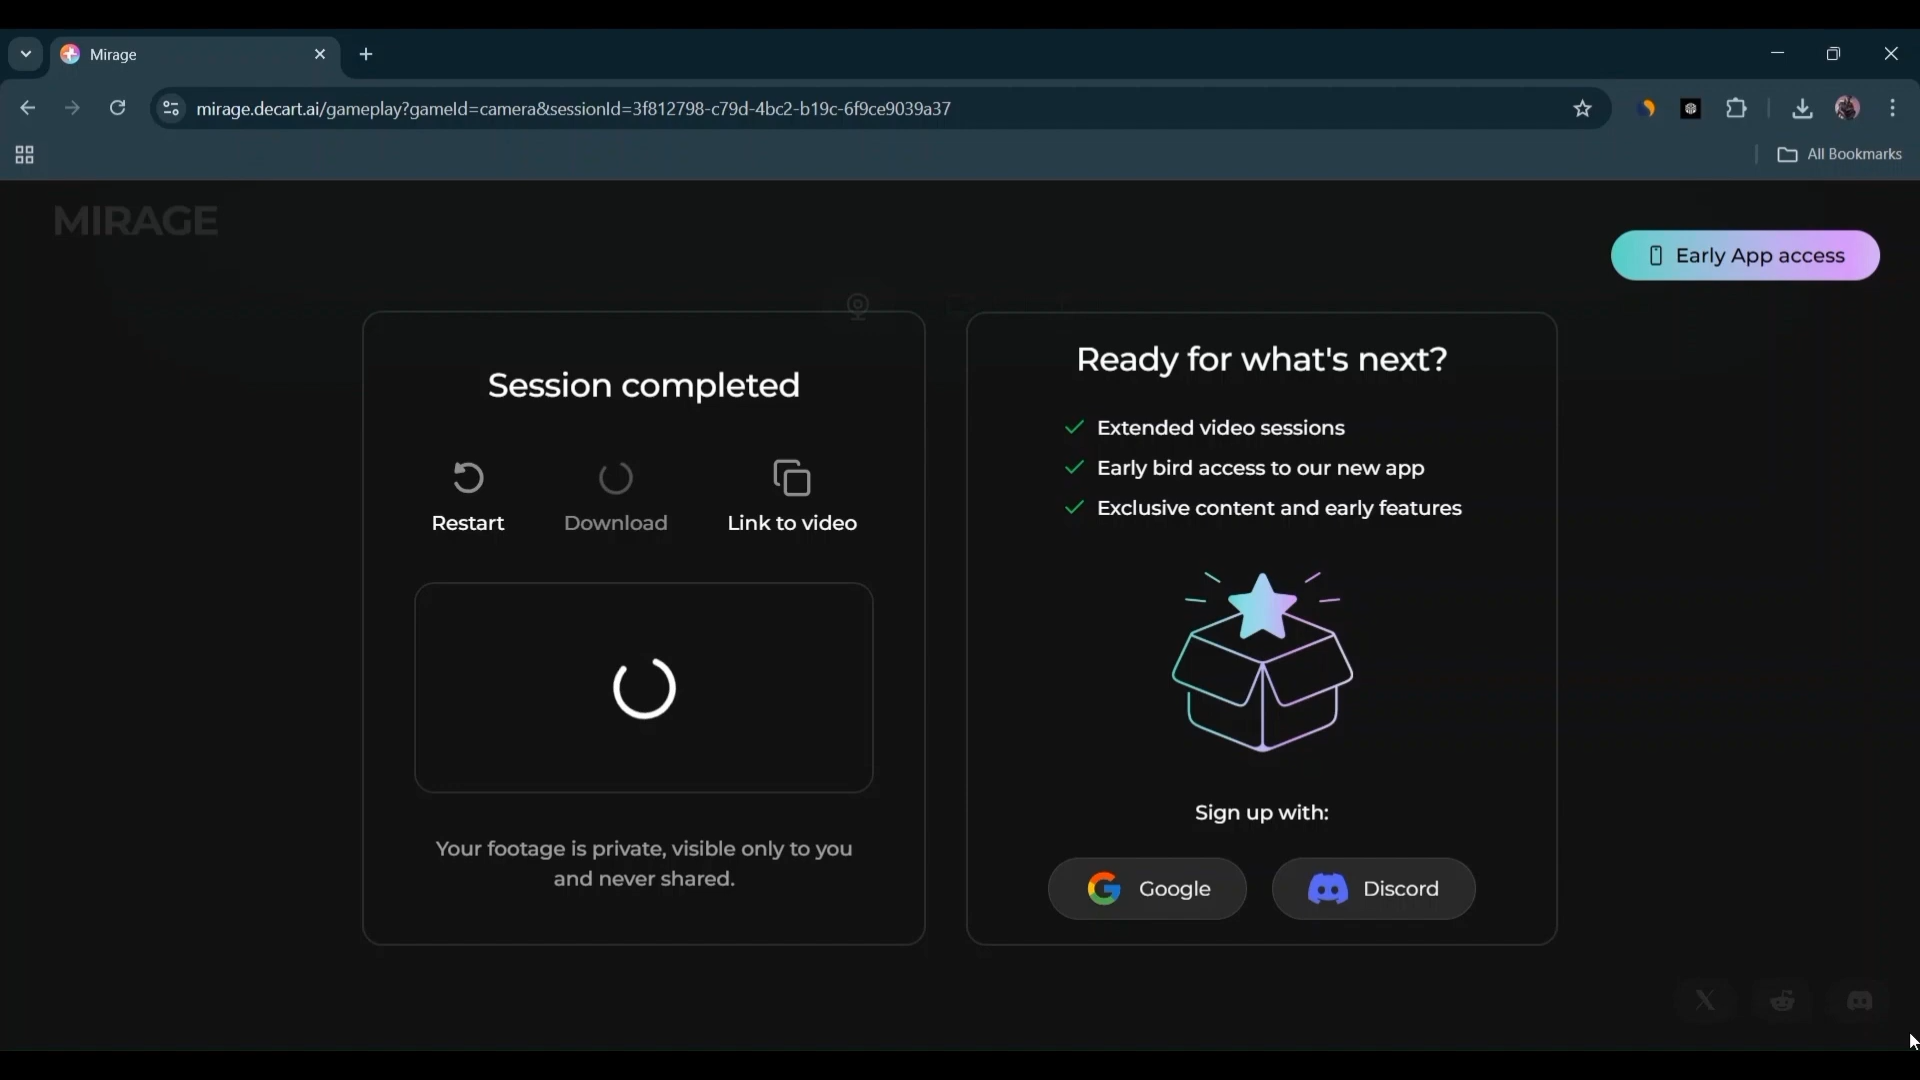 Mirage
mirage.decart.ai/gameplay?gameId=camera&sessionId=3f812798-c79d-4bc2-b19c-6f9ce9039a37
All Bookmarks
MIRAGE
Early App access
Session completed
Restart
Download
Link to video
Your footage is private, visible only to you
and never shared.
Ready for what's next?
Extended video sessions
Early bird access to our new app
Exclusive content and early features
Sign up with:
Google
Discord